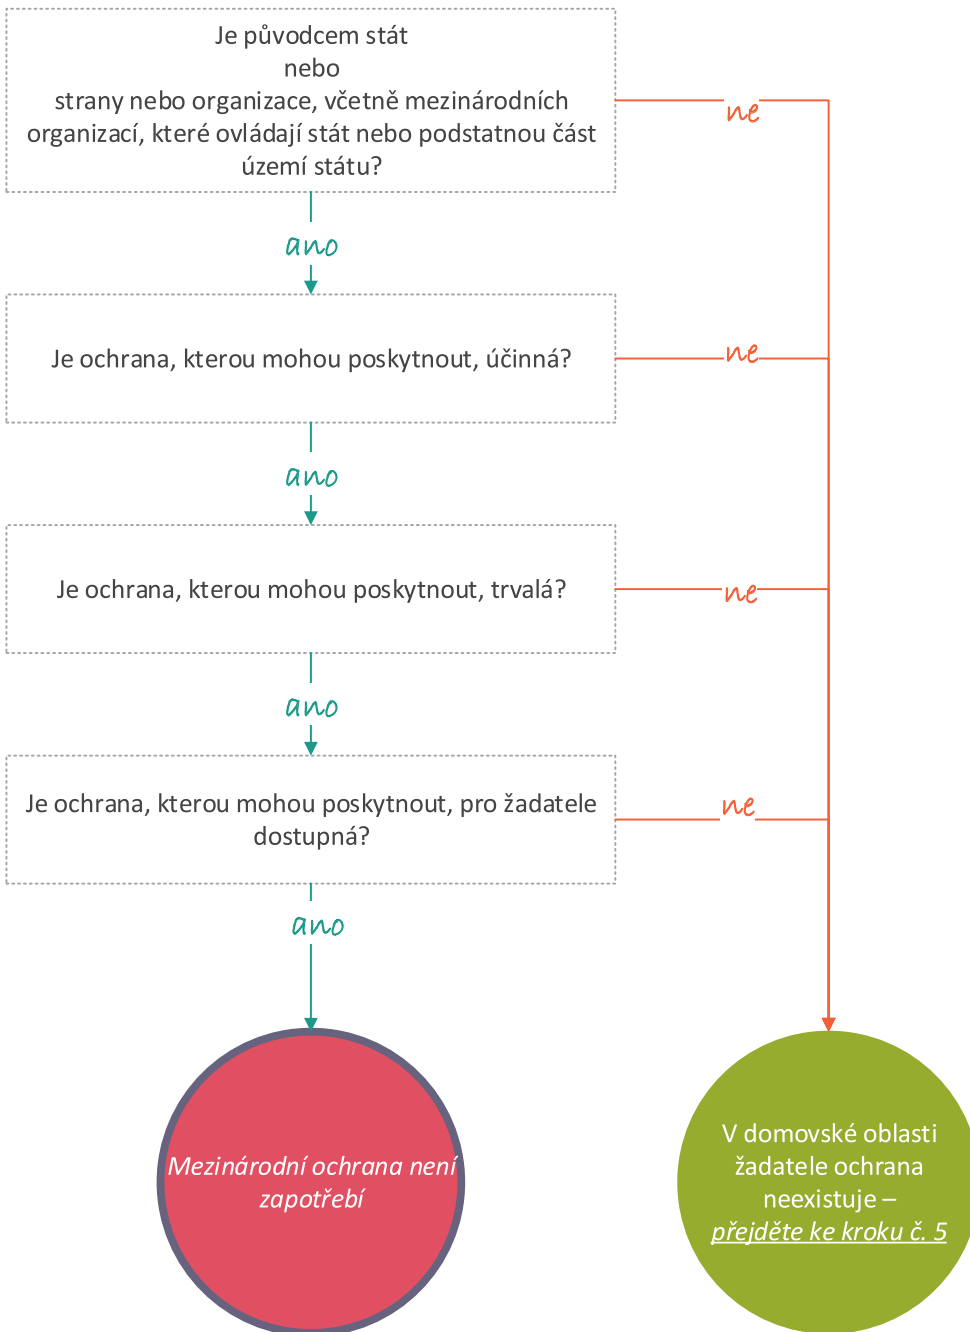 Je původcem stát
nebo
strany nebo organizace, včetně mezinárodních
organizací, které ovládají stát nebo podstatnou část
území státu?
ne
ano
Je ochrana, kterou mohou poskytnout, účinná?
ne
ano
Je ochrana, kterou mohou poskytnout, trvalá?
ne
ano
Je ochrana, kterou mohou poskytnout, pro žadatele
dostupná?
ne
ano
Mezinárodní ochrana není
zapotřebí
V domovské oblasti
žadatele ochrana
neexistuje –
přejděte ke kroku č. 5